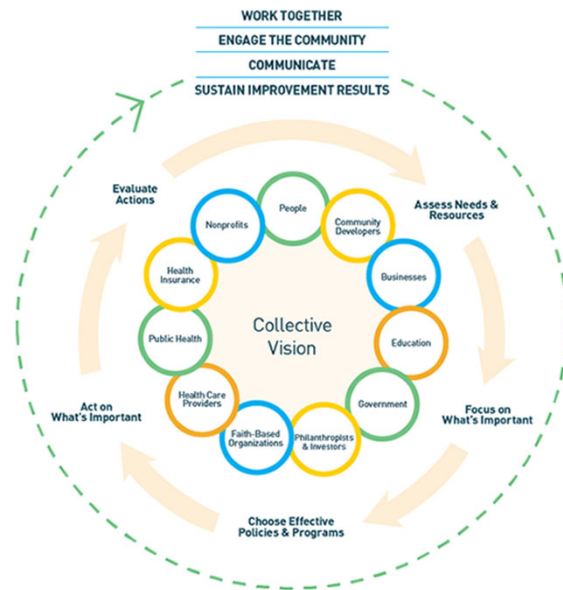 WORK TOGETHER
ENGAGE THE COMMUNITY
COMMUNICATE
SUSTAIN IMPROVEMENT RESULTS
Evaluate
Actions
Assess Needs &
Resources
Focus on
What's Important
Choose Effective
Policies & Programs
Act on
What's Important
People
Community
Developers
Businesses
Education
Government
Philanthropists
& Investors
Faith-Based
Organizations
Health Care
Providers
Public Health
Health
Insurance
Nonprofits
Collective
Vision